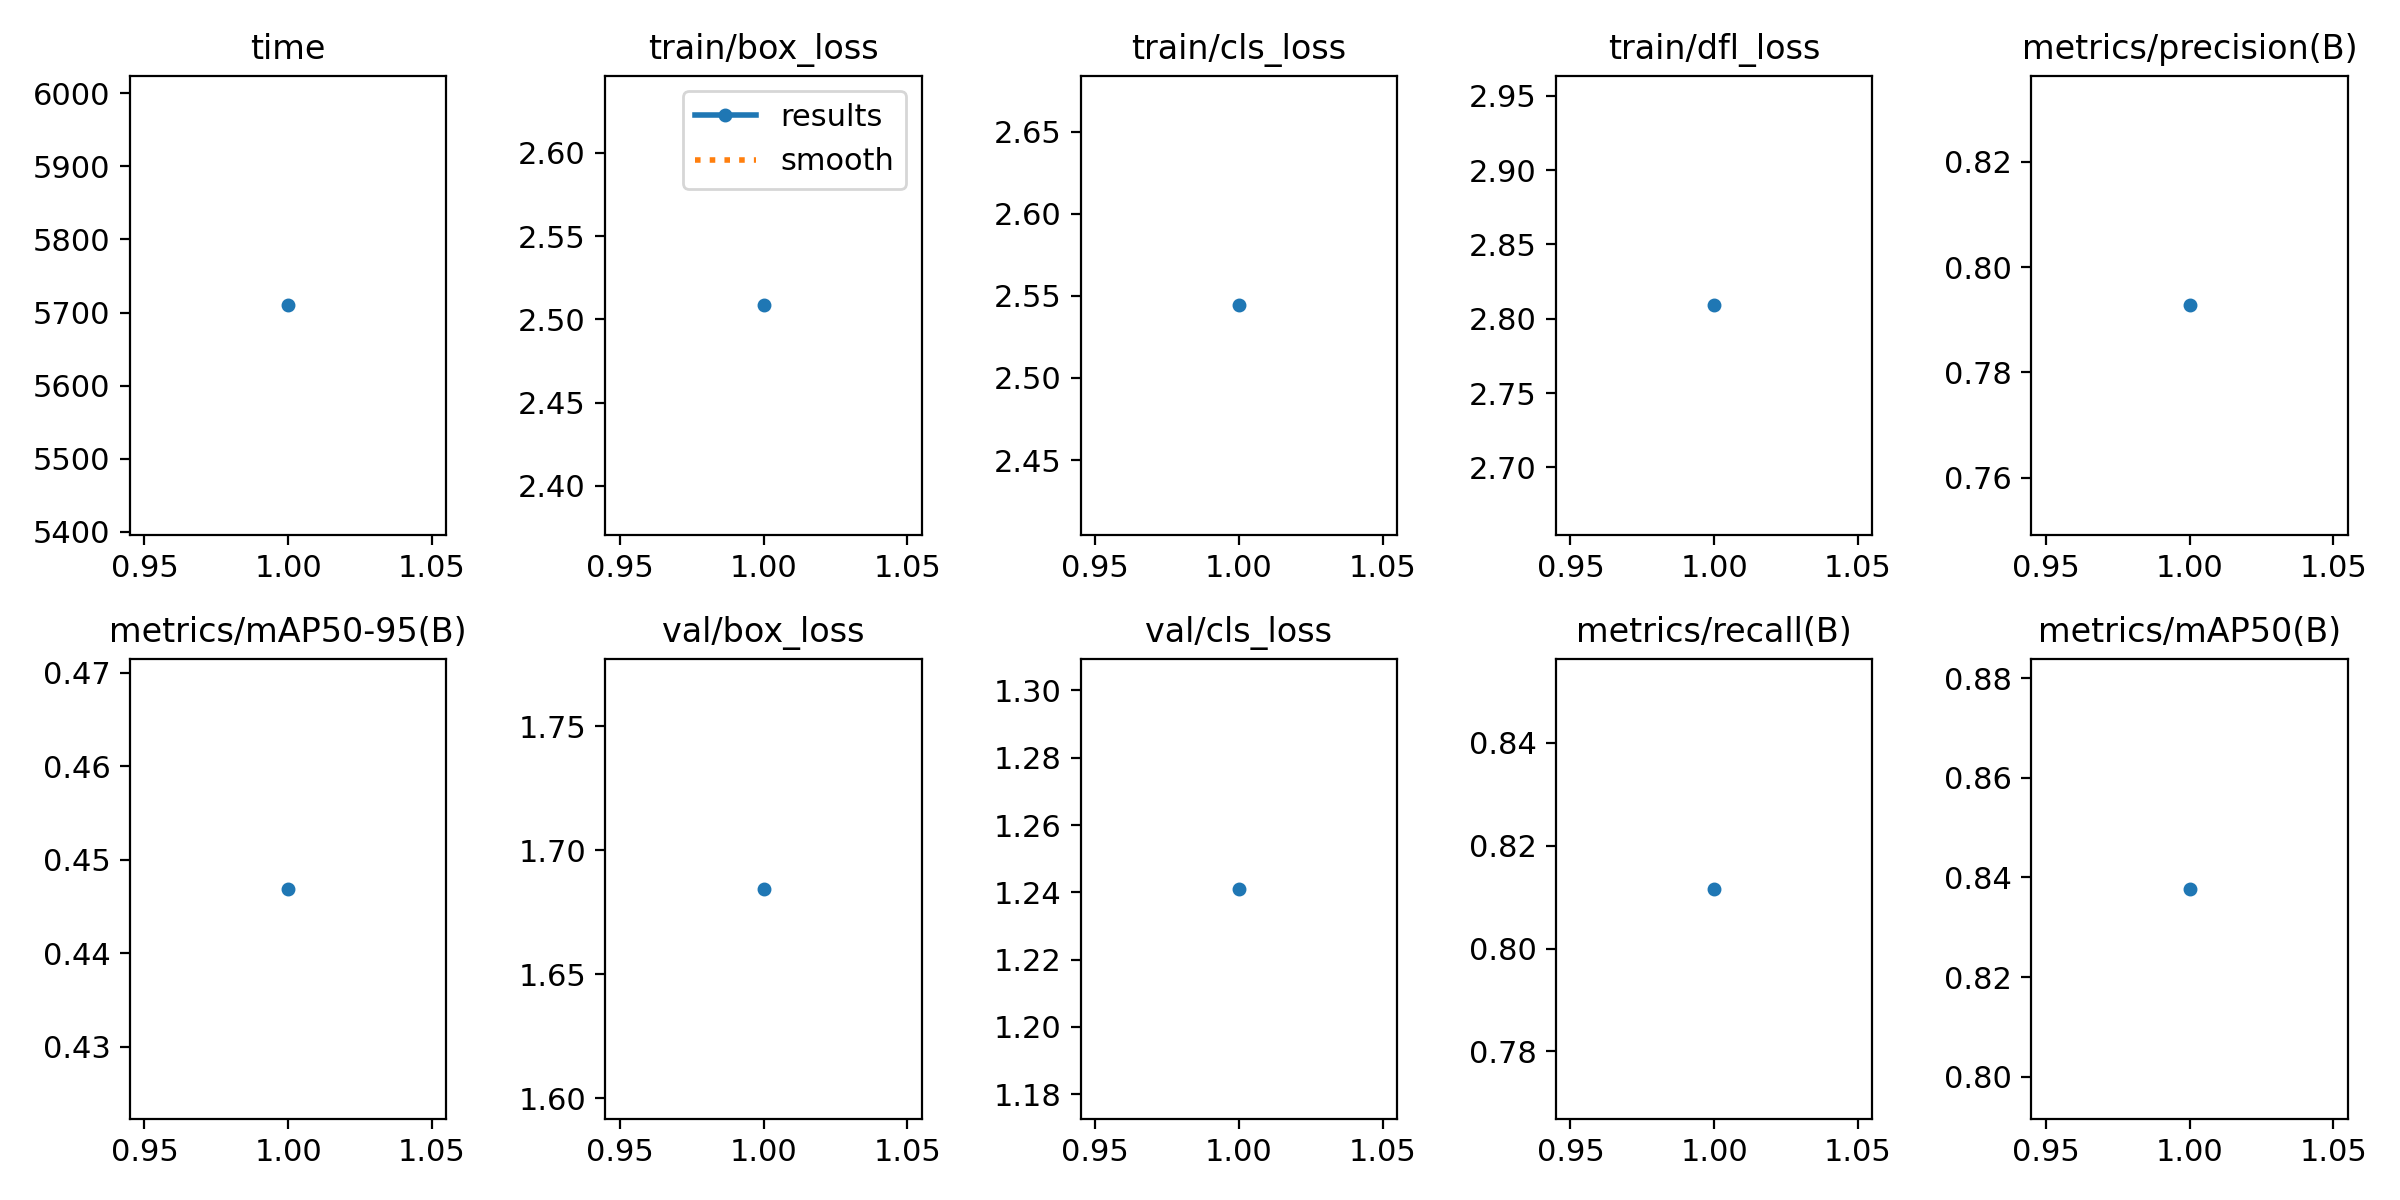 time
train/box_loss
train/cls_loss
train/dfl_loss
metrics/precision(B)
6000
5900
5800
5700
5600
5500
5400
0.95 1.00 1.05
results
smooth
2.60
2.55
2.50
2.45
2.40
0.95 1.00 1.05
2.65
2.60
2.55
2.50
2.45
0.95 1.00 1.05
2.95
2.90
2.85
2.80
2.75
2.70
0.95 1.00 1.05
0.82
0.80
0.78
0.76
0.95 1.00 1.05
metrics/mAP50-95(B)
val/box_loss
val/cls_loss
metrics/recall(B)
metrics/mAP50(B)
0.47
0.46
0.45
0.44
0.43
0.95 1.00 1.05
1.75
1.70
1.65
1.60
0.95 1.00 1.05
1.30
1.28
1.26
1.24
1.22
1.20
1.18
0.95 1.00 1.05
0.84
0.82
0.80
0.78
0.95 1.00 1.05
0.88
0.86
0.84
0.82
0.80
0.95 1.00 1.05